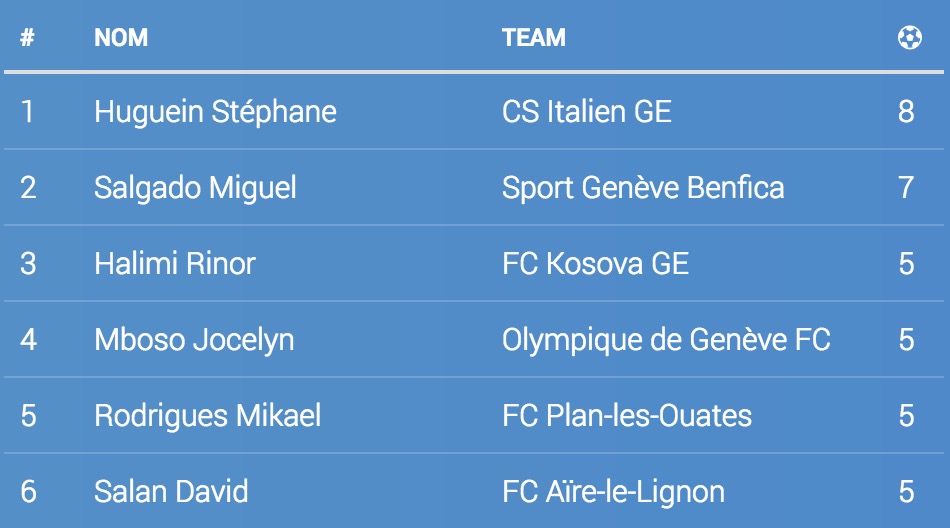 # NOM TEAM
1 Huguein Stéphane CS Italien GE 8
2 Salgado Miguel Sport Genève Benfica 7
3 Halimi Rinor FC Kosova GE 5
4 Mboso Jocelyn Olympique de Genève FC 5
5 Rodrigues Mikael FC Plan-les-Ouates 5
6 Salan David FC Aïre-le-Lignon 5